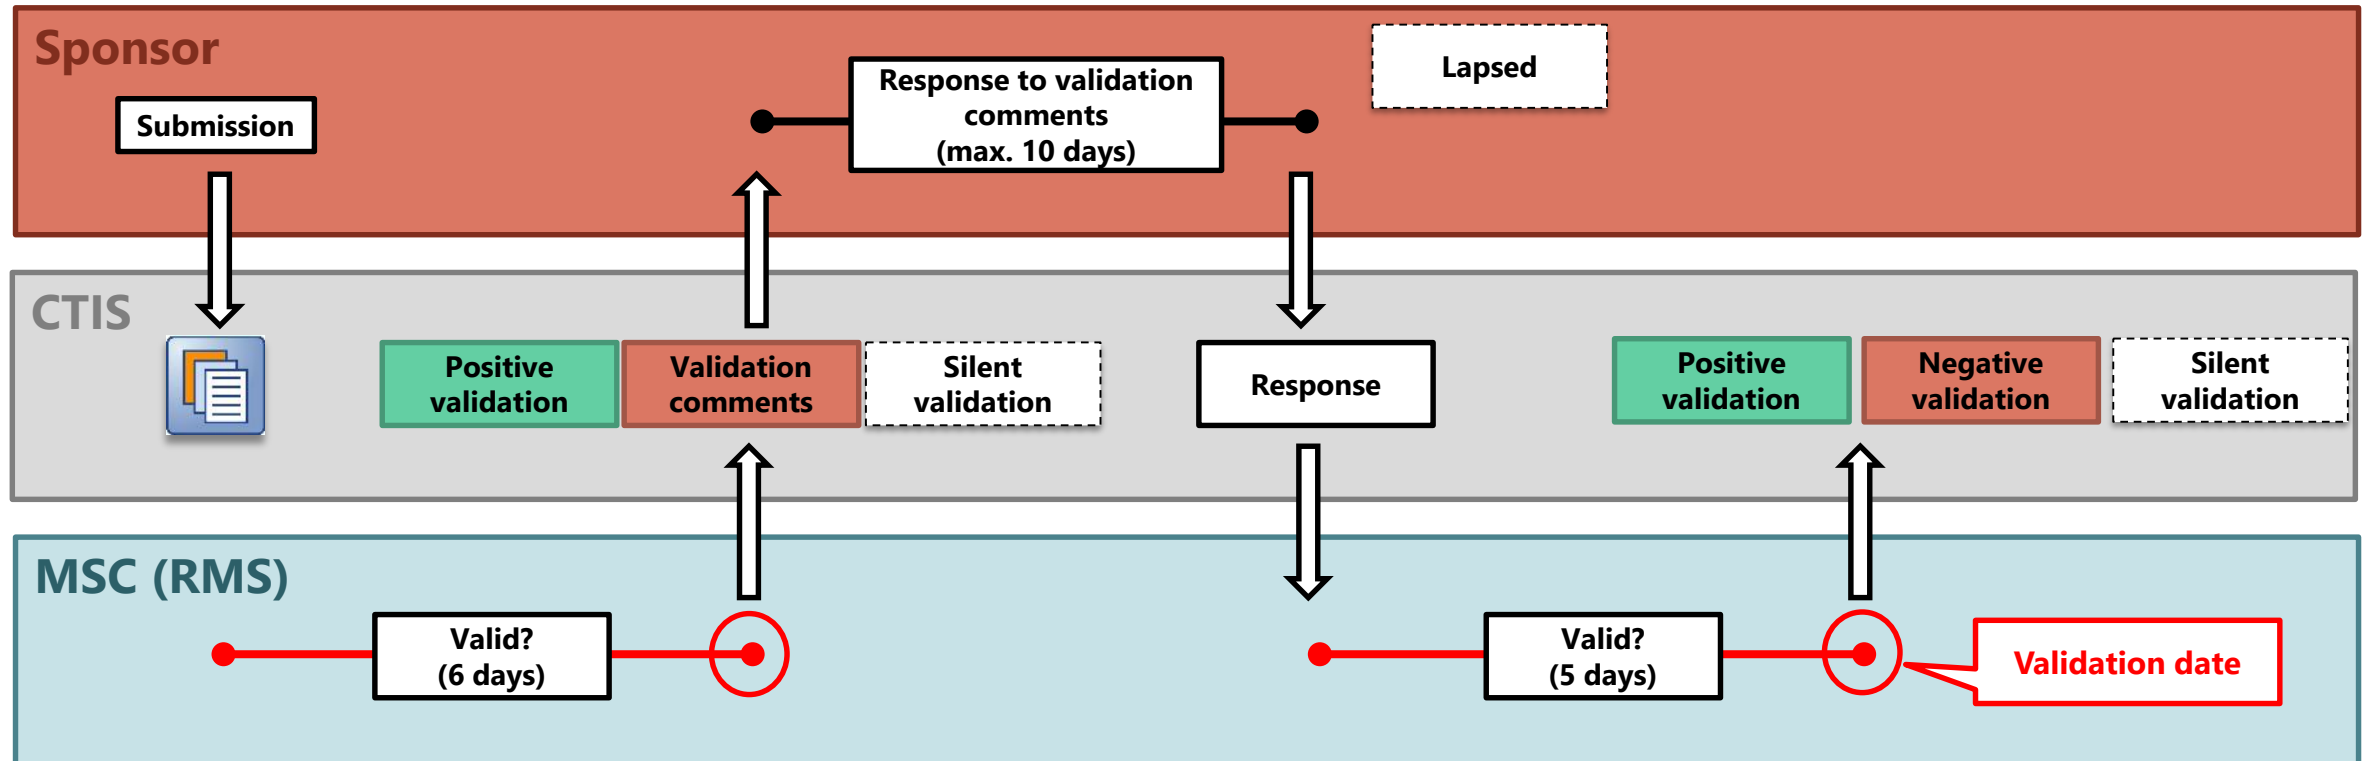 Sponsor
Submission
Response to validation
comments
(max. 10 days)
Lapsed
CTIS
Positive
validation
Validation
comments
Silent
validation
Response
Positive
validation
Negative
validation
Silent
validation
MSC (RMS)
Valid?
(6 days)
Valid?
(5 days)
Validation date